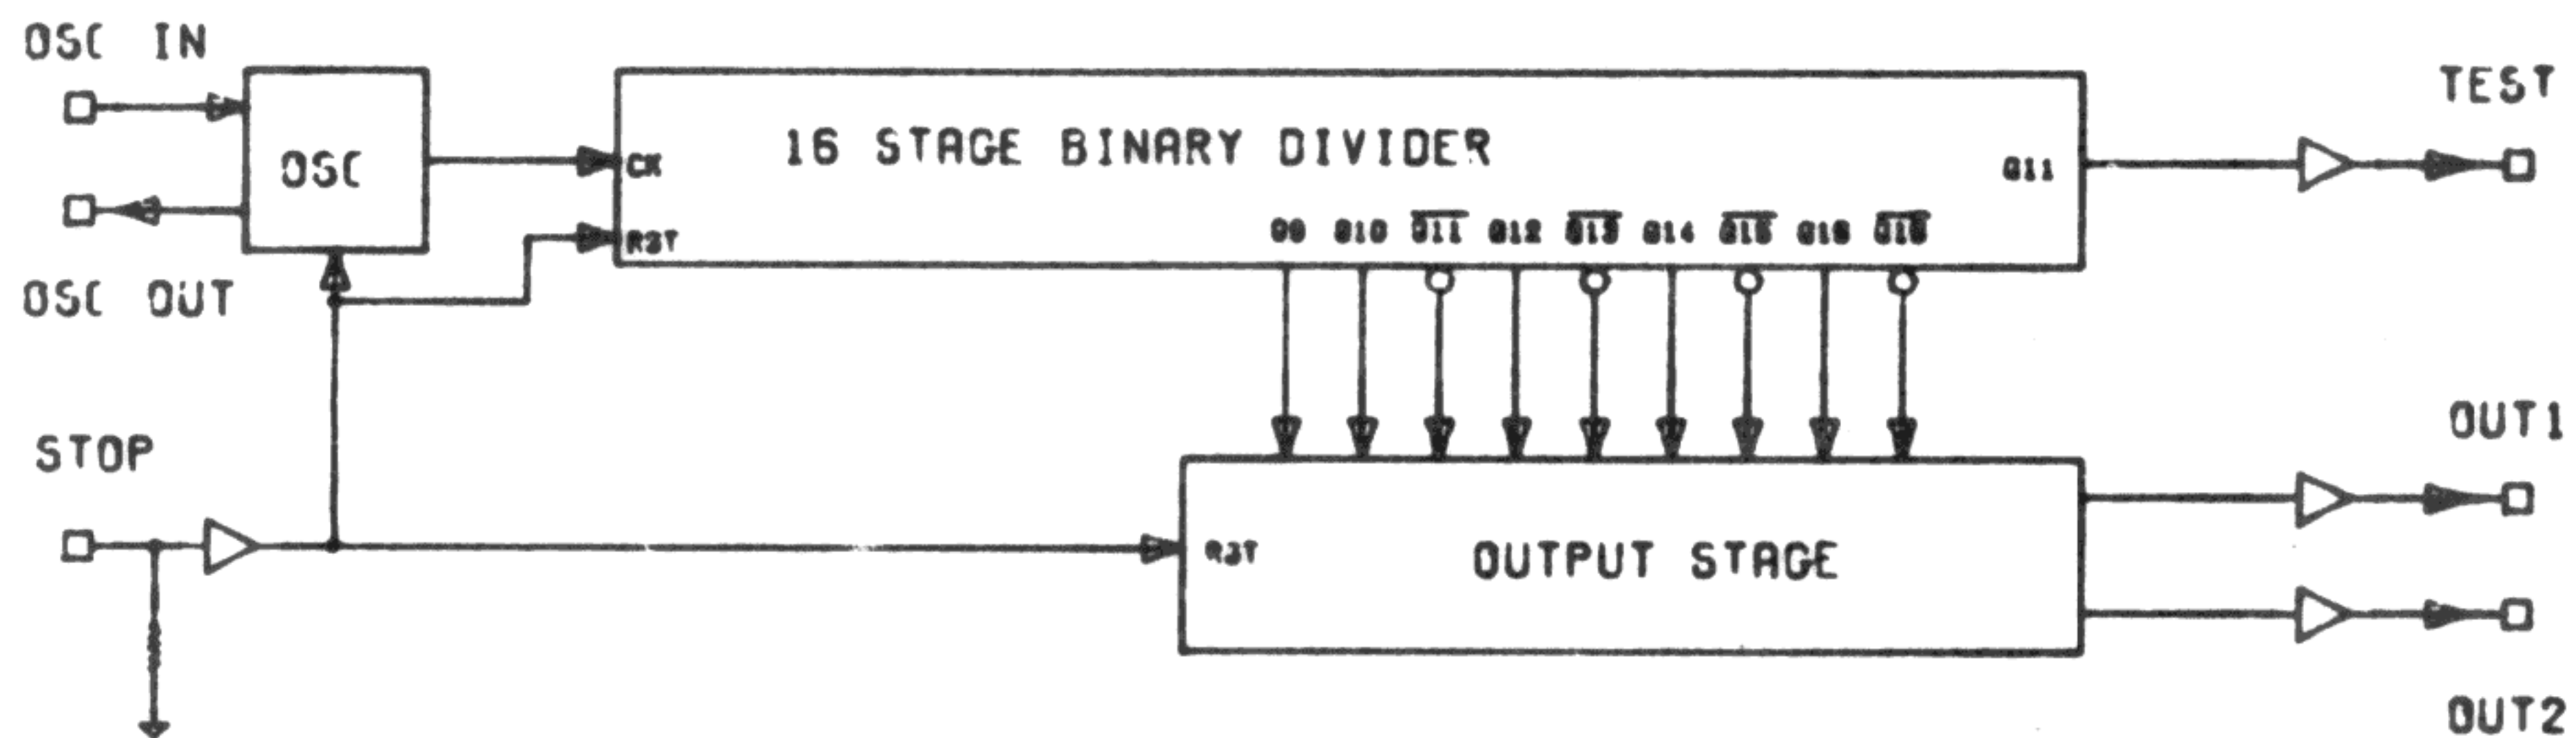 OSC IN
OSC
OSC OUT
16 STAGE BINARY DIVIDER
CK
RST
Q11
Q9 Q10 Q11 Q12 Q13 Q14 Q15 Q16 Q16
TEST
STOP
RST
OUTPUT STAGE
OUT1
OUT2